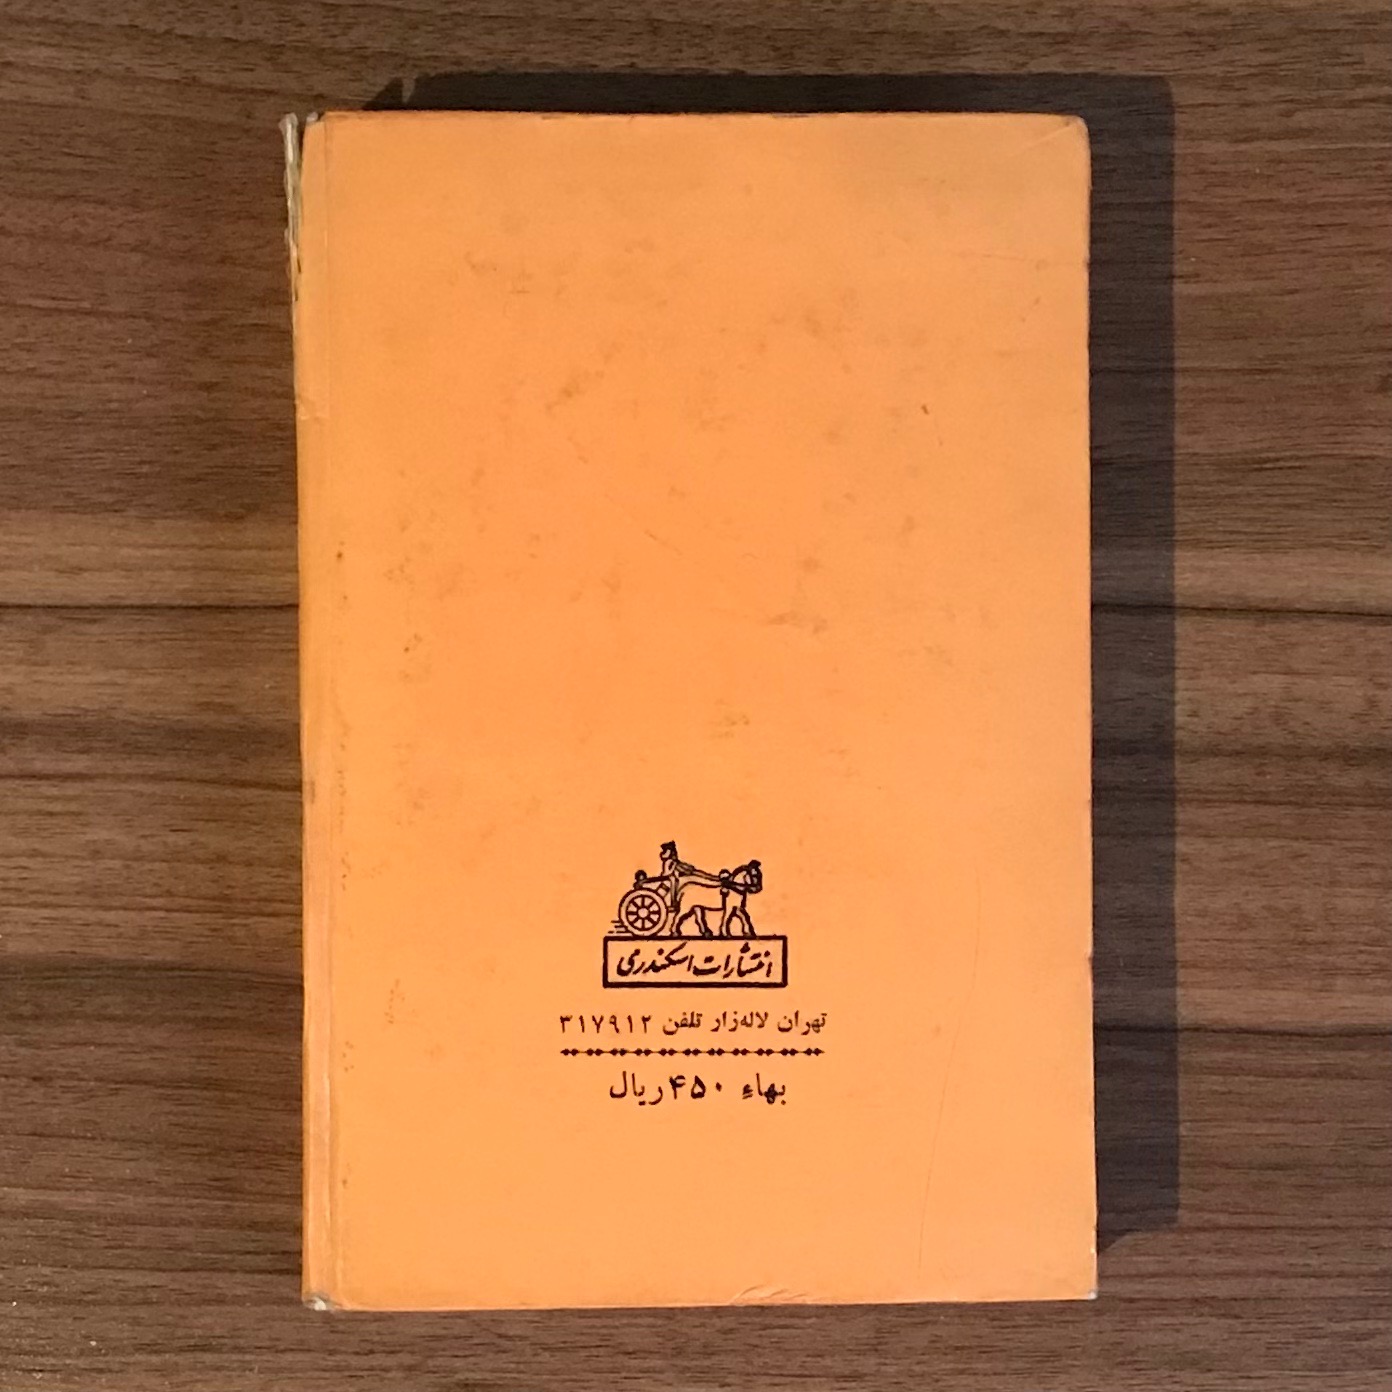 انتشارات اسکندری
تهران لاله‌زار تلفن ۳۱۷۹۱۲
بهاء ۴۵۰ ریال